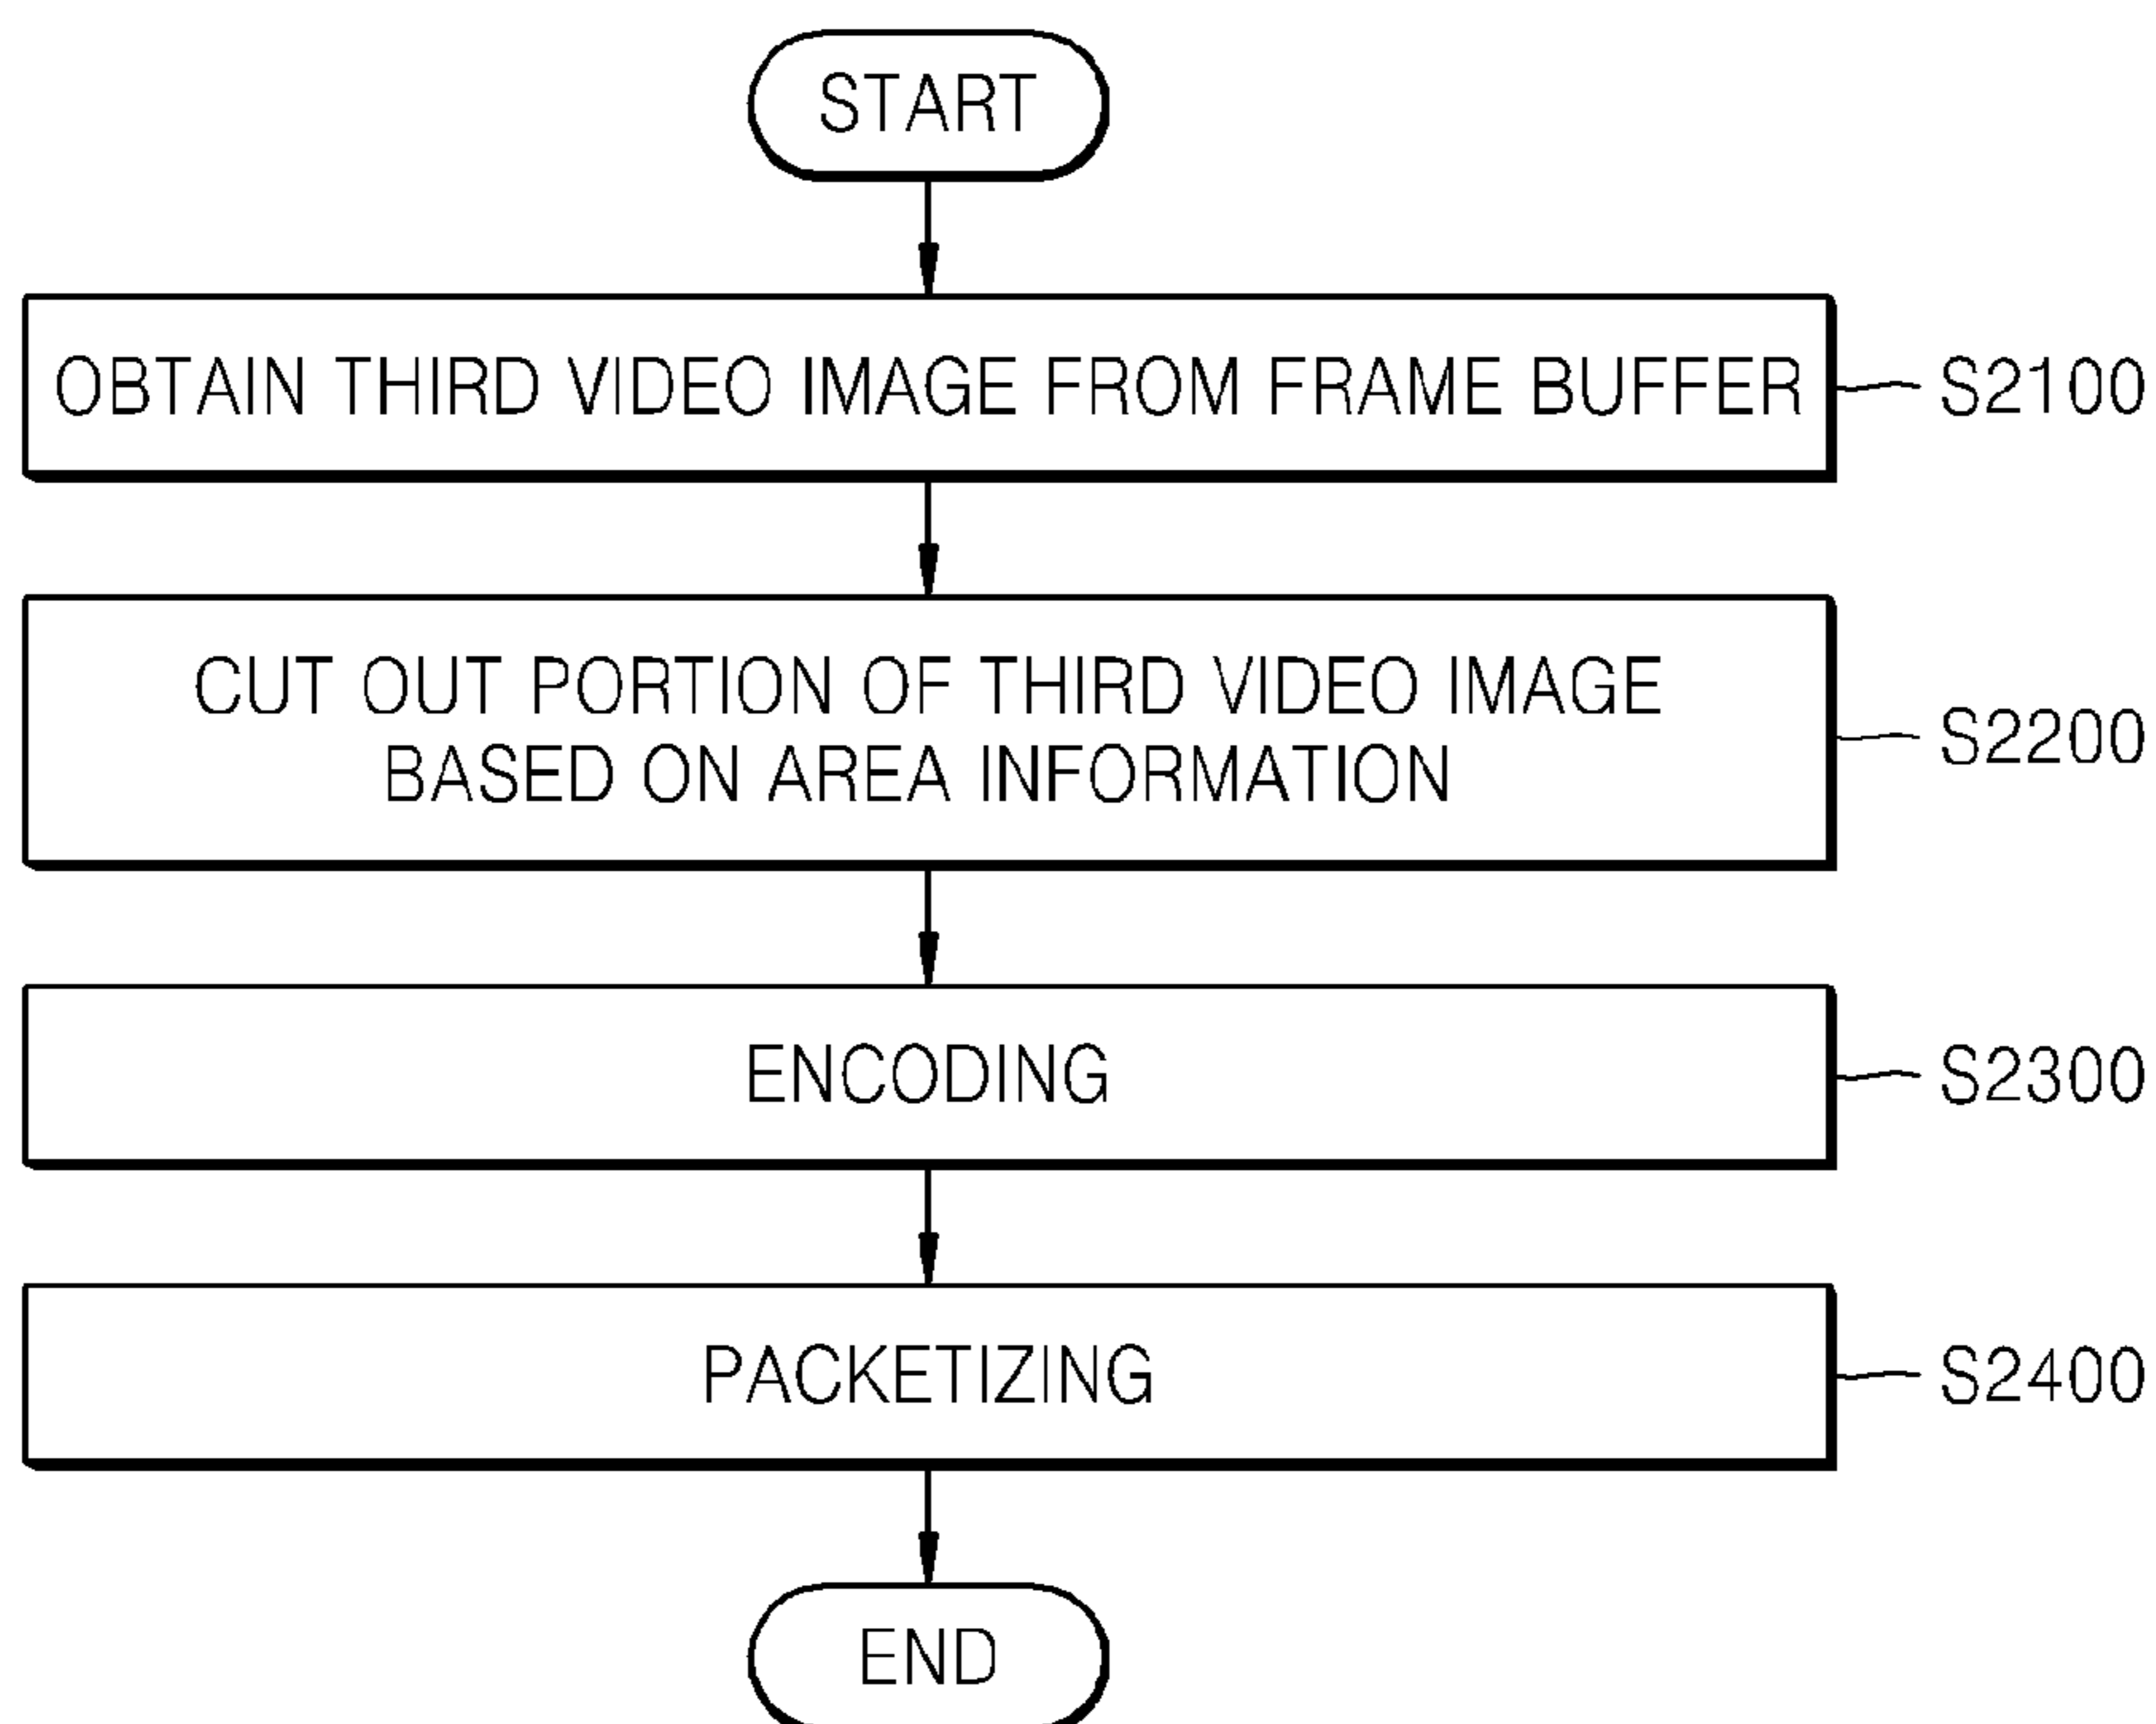 START
OBTAIN THIRD VIDEO IMAGE FROM FRAME BUFFER
S2100
CUT OUT PORTION OF THIRD VIDEO IMAGE
BASED ON AREA INFORMATION
S2200
ENCODING
S2300
PACKETIZING
S2400
END